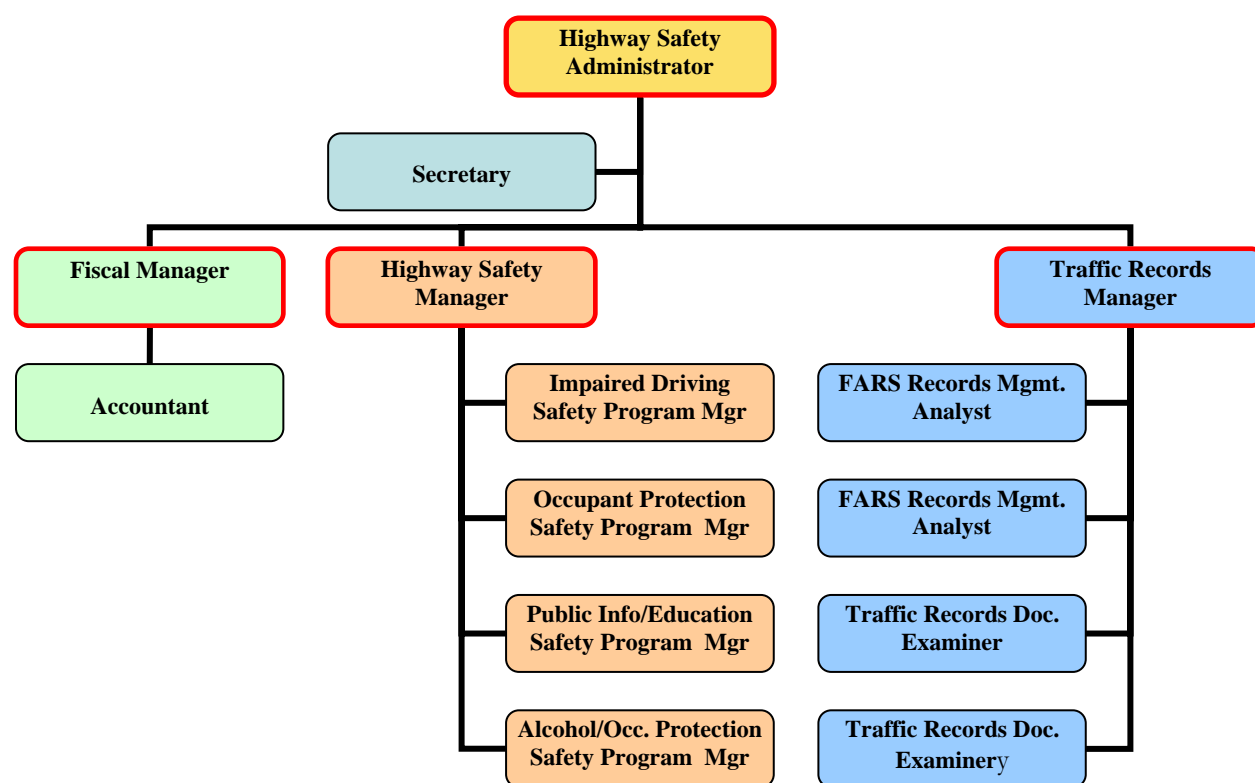 Highway Safety
Administrator
Secretary
Fiscal Manager
Highway Safety
Manager
Traffic Records
Manager
Accountant
Impaired Driving
Safety Program Mgr
FARS Records Mgmt.
Analyst
Occupant Protection
Safety Program  Mgr
FARS Records Mgmt.
Analyst
Public Info/Education
Safety Program  Mgr
Traffic Records Doc.
Examiner
Alcohol/Occ. Protection
Safety Program  Mgr
Traffic Records Doc.
Examinery